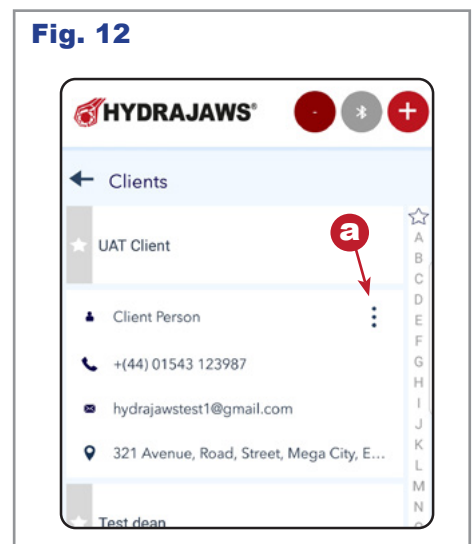 Fig. 12
HYDRAJAWS®
- +
← Clients
UAT Client
a
Client Person
+(44) 01543 123987
hydrajawstest1@gmail.com
321 Avenue, Road, Street, Mega City, E...
Test dean
A
B
C
D
E
F
G
H
I
J
K
L
M
N